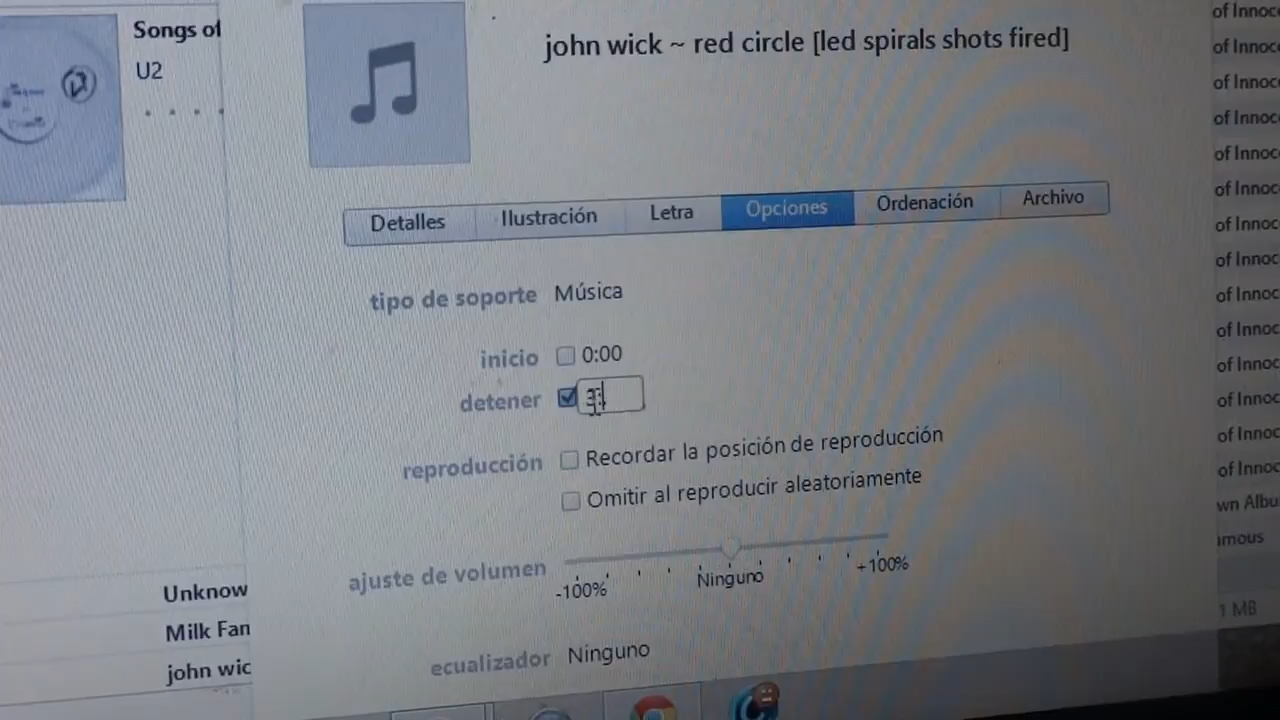 Songs of
U2
john wick ~ red circle [led spirals shots fired]
Detalles Ilustración Letra Opciones Ordenación Archivo
tipo de soporte Música
inicio 0:00
detener
reproducción Recordar la posición de reproducción
Omitir al reproducir aleatoriamente
ajuste de volumen
-100% Ninguno +100%
ecualizador Ninguno
Unknow
Milk Fan
john wic
of Innoc
of Innoc
of Innoc
of Innoc
of Innoc
of Innoc
of Innoc
of Innoc
of Innoc
of Innoc
of Innoc
of Innoc
of Innoc
of Innoc
wn Albu
amous
1 MB